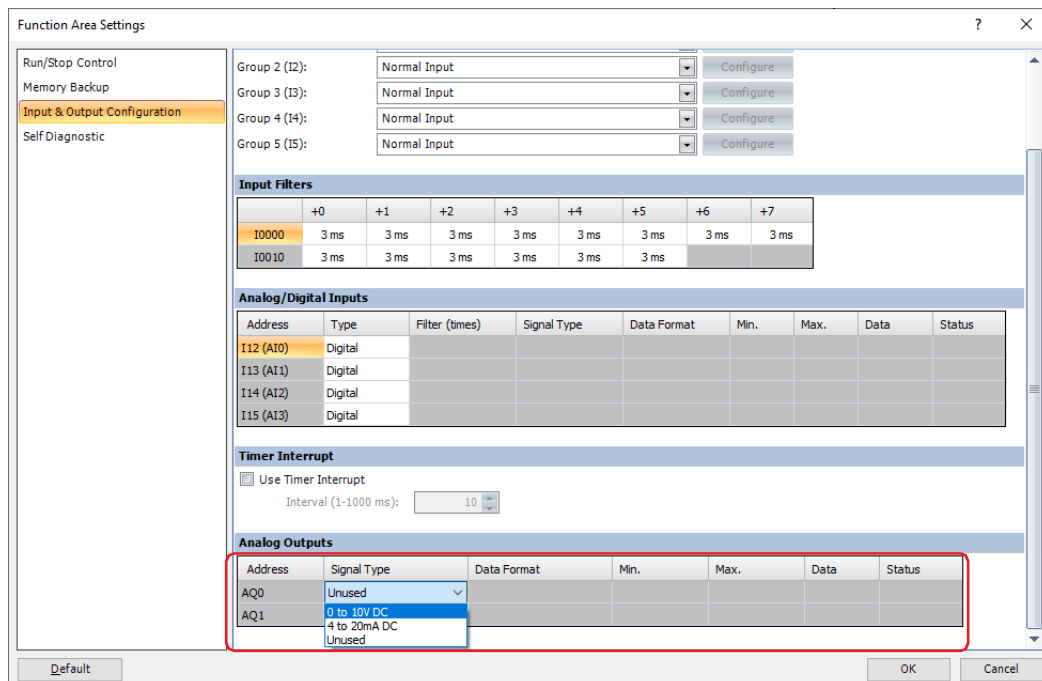 Function Area Settings ? ×
Run/Stop Control
Memory Backup
Input & Output Configuration
Self Diagnostic
Group 2 (I2): Normal Input Configure
Group 3 (I3): Normal Input Configure
Group 4 (I4): Normal Input Configure
Group 5 (I5): Normal Input Configure
Input Filters
+0 +1 +2 +3 +4 +5 +6 +7
I0000 3 ms 3 ms 3 ms 3 ms 3 ms 3 ms 3 ms 3 ms
I0010 3 ms 3 ms 3 ms 3 ms 3 ms 3 ms
Analog/Digital Inputs
Address Type Filter (times) Signal Type Data Format Min. Max. Data Status
I12 (AI0) Digital
I13 (AI1) Digital
I14 (AI2) Digital
I15 (AI3) Digital
Timer Interrupt
Use Timer Interrupt
Interval (1-1000 ms): 10
Analog Outputs
Address Signal Type Data Format Min. Max. Data Status
AQ0 Unused
AQ1 0 to 10V DC
4 to 20mA DC
Unused
Default OK Cancel